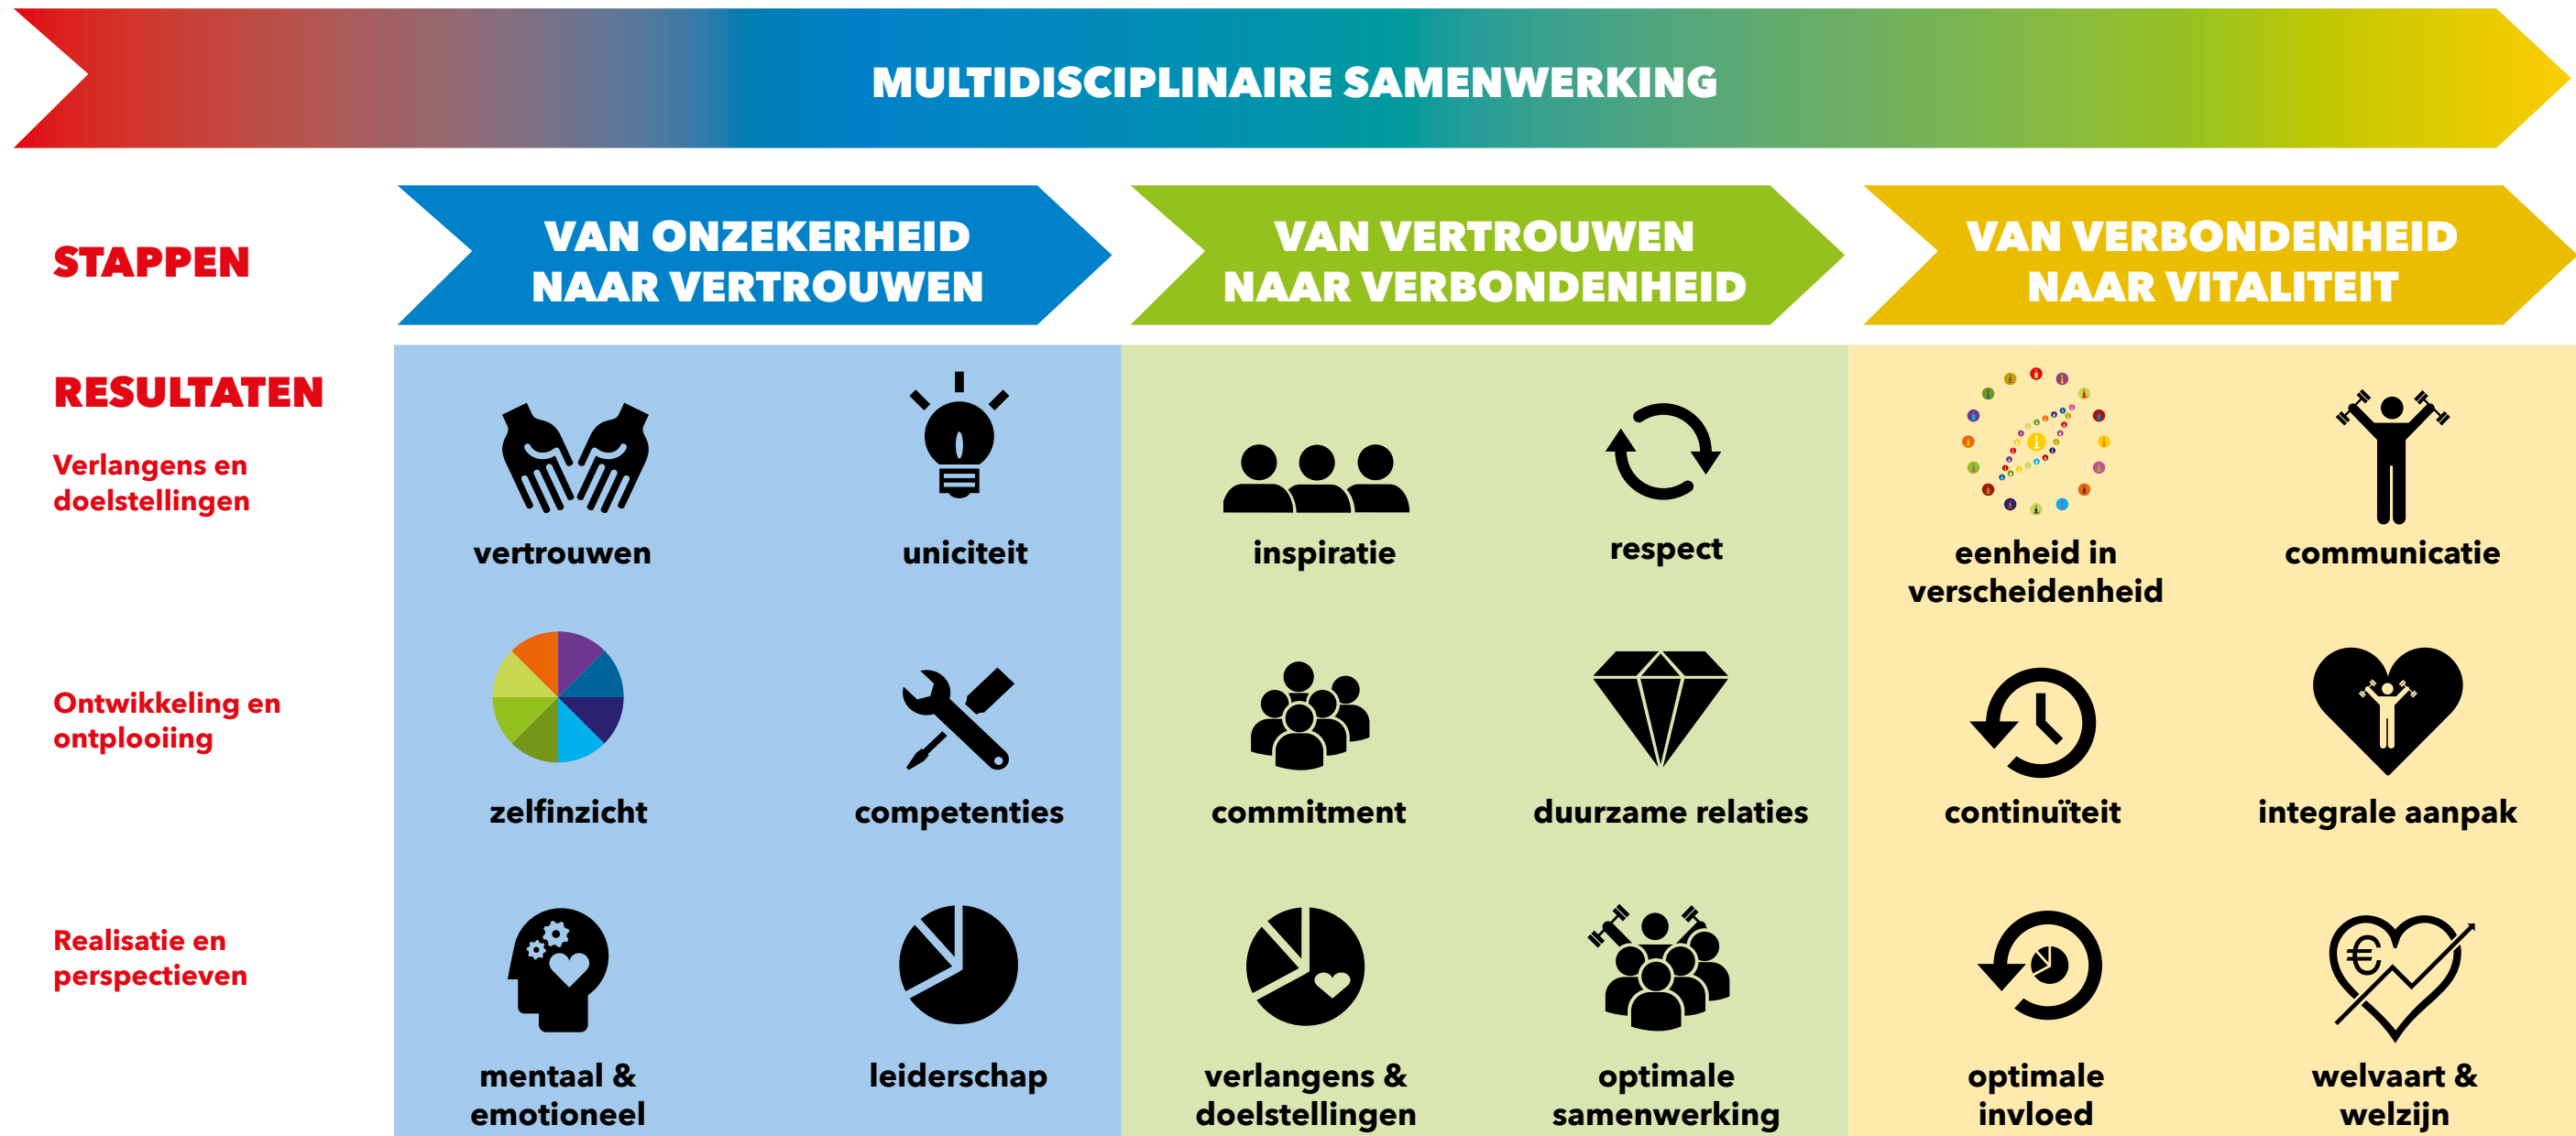 MULTIDISCIPLINAIRE SAMENWERKING
STAPPEN
VAN ONZEKERHEID
NAAR VERTROUWEN
VAN VERTROUWEN
NAAR VERBONDENHEID
VAN VERBONDENHEID
NAAR VITALITEIT
RESULTATEN
Verlangens en
doelstellingen
vertrouwen
uniciteit
inspiratie
respect
eenheid in
verscheidenheid
communicatie
Ontwikkeling en
ontplooiing
zelfinzicht
competenties
commitment
duurzame relaties
continuïteit
integrale aanpak
Realisatie en
perspectieven
€
mentaal &
emotioneel
leiderschap
verlangens &
doelstellingen
optimale
samenwerking
optimale
invloed
welvaart &
welzijn